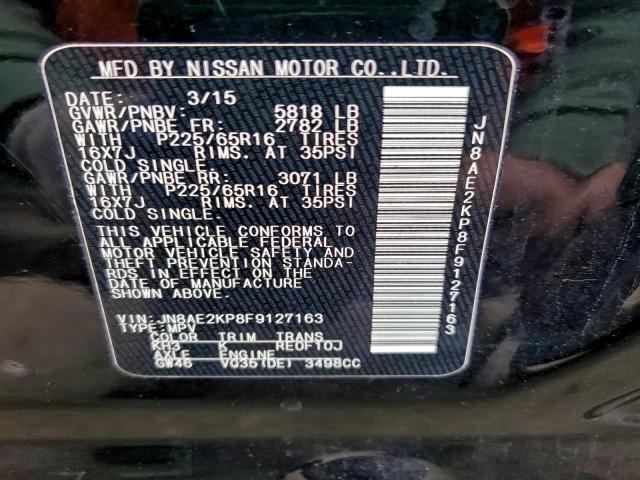 MFD BY NISSAN MOTOR CO.,LTD.
DATE: 3/15
GVWR/PNBV: 5818 LB
GAWR/PNBE FR: 2782 LB
WITH P225/65R16 TIRES
16X7J RIMS. AT 35PSI
COLD SINGLE
GAWR/PNBE RR: 3071 LB
WITH P225/65R16 TIRES
16X7J RIMS. AT 35PSI
COLD SINGLE.
THIS VEHICLE CONFORMS TO
ALL APPLICABLE FEDERAL
MOTOR VEHICLE SAFETY AND
THEFT PREVENTION STANDA-
RDS IN EFFECT ON THE
DATE OF MANUFACTURE
SHOWN ABOVE.
VIN: JN8AE2KP8F9127163
TYPE: MPV
COLOR TRIM TRANS
KH3 K RE0F10J
AXLE ENGINE
GW46 VQ35(DE) 3498CC
JN8AE2KP8F9127163